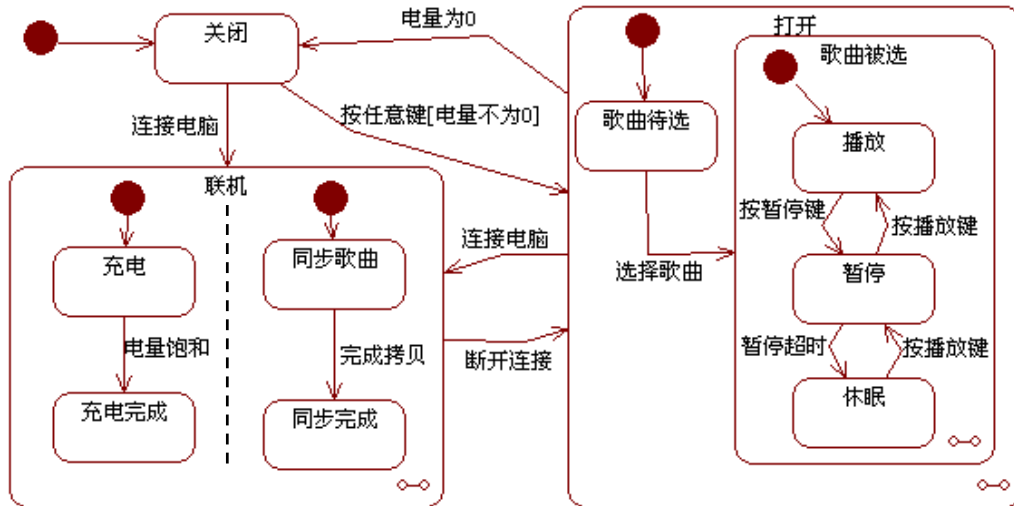 关闭
电量为0
打开
歌曲被选
歌曲待选
播放
连接电脑
按任意键[电量不为0]
联机
按暂停键
按播放键
连接电脑
选择歌曲
充电
同步歌曲
暂停
电量饱和
完成拷贝
断开连接
暂停超时
按播放键
充电完成
同步完成
休眠